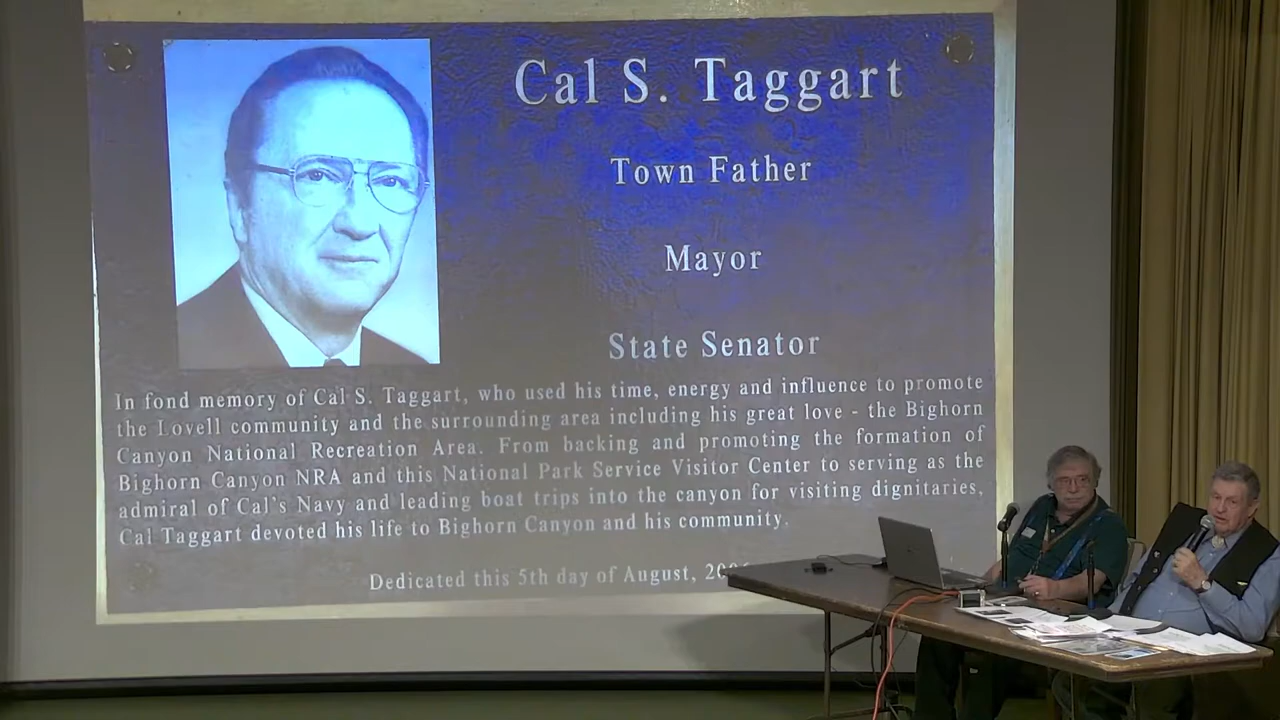 Cal S. Taggart
Town Father
Mayor
State Senator
In fond memory of Cal S. Taggart, who used his time, energy and influence to promote
the Lovell community and the surrounding area including his great love - the Bighorn
Canyon National Recreation Area. From backing and promoting the formation of
Bighorn Canyon NRA and this National Park Service Visitor Center to serving as the
admiral of Cal's Navy and leading boat trips into the canyon for visiting dignitaries,
Cal Taggart devoted his life to Bighorn Canyon and his community.
Dedicated this 5th day of August,